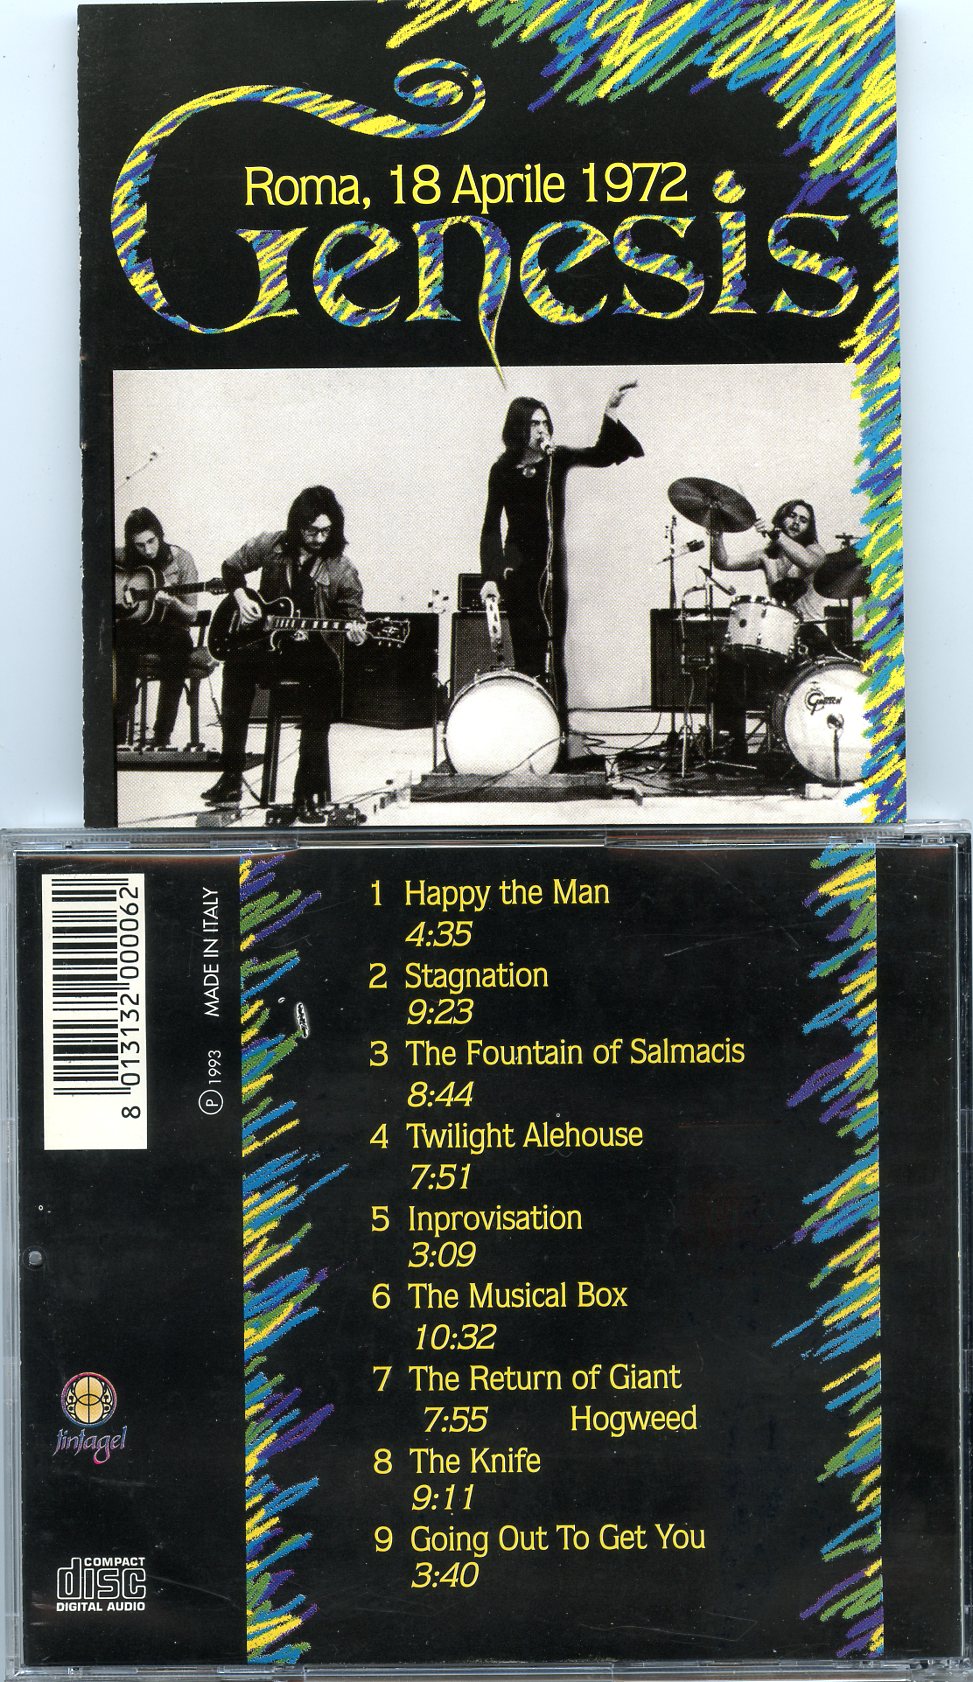 Roma, 18 Aprile 1972
Genesis
Gretsch
8 013132 000062
MADE IN ITALY
℗ 1993
tintagel
COMPACT
disc
DIGITAL AUDIO
1 Happy the Man
4:35
2 Stagnation
9:23
3 The Fountain of Salmacis
8:44
4 Twilight Alehouse
7:51
5 Inprovisation
3:09
6 The Musical Box
10:32
7 The Return of Giant
7:55 Hogweed
8 The Knife
9:11
9 Going Out To Get You
3:40